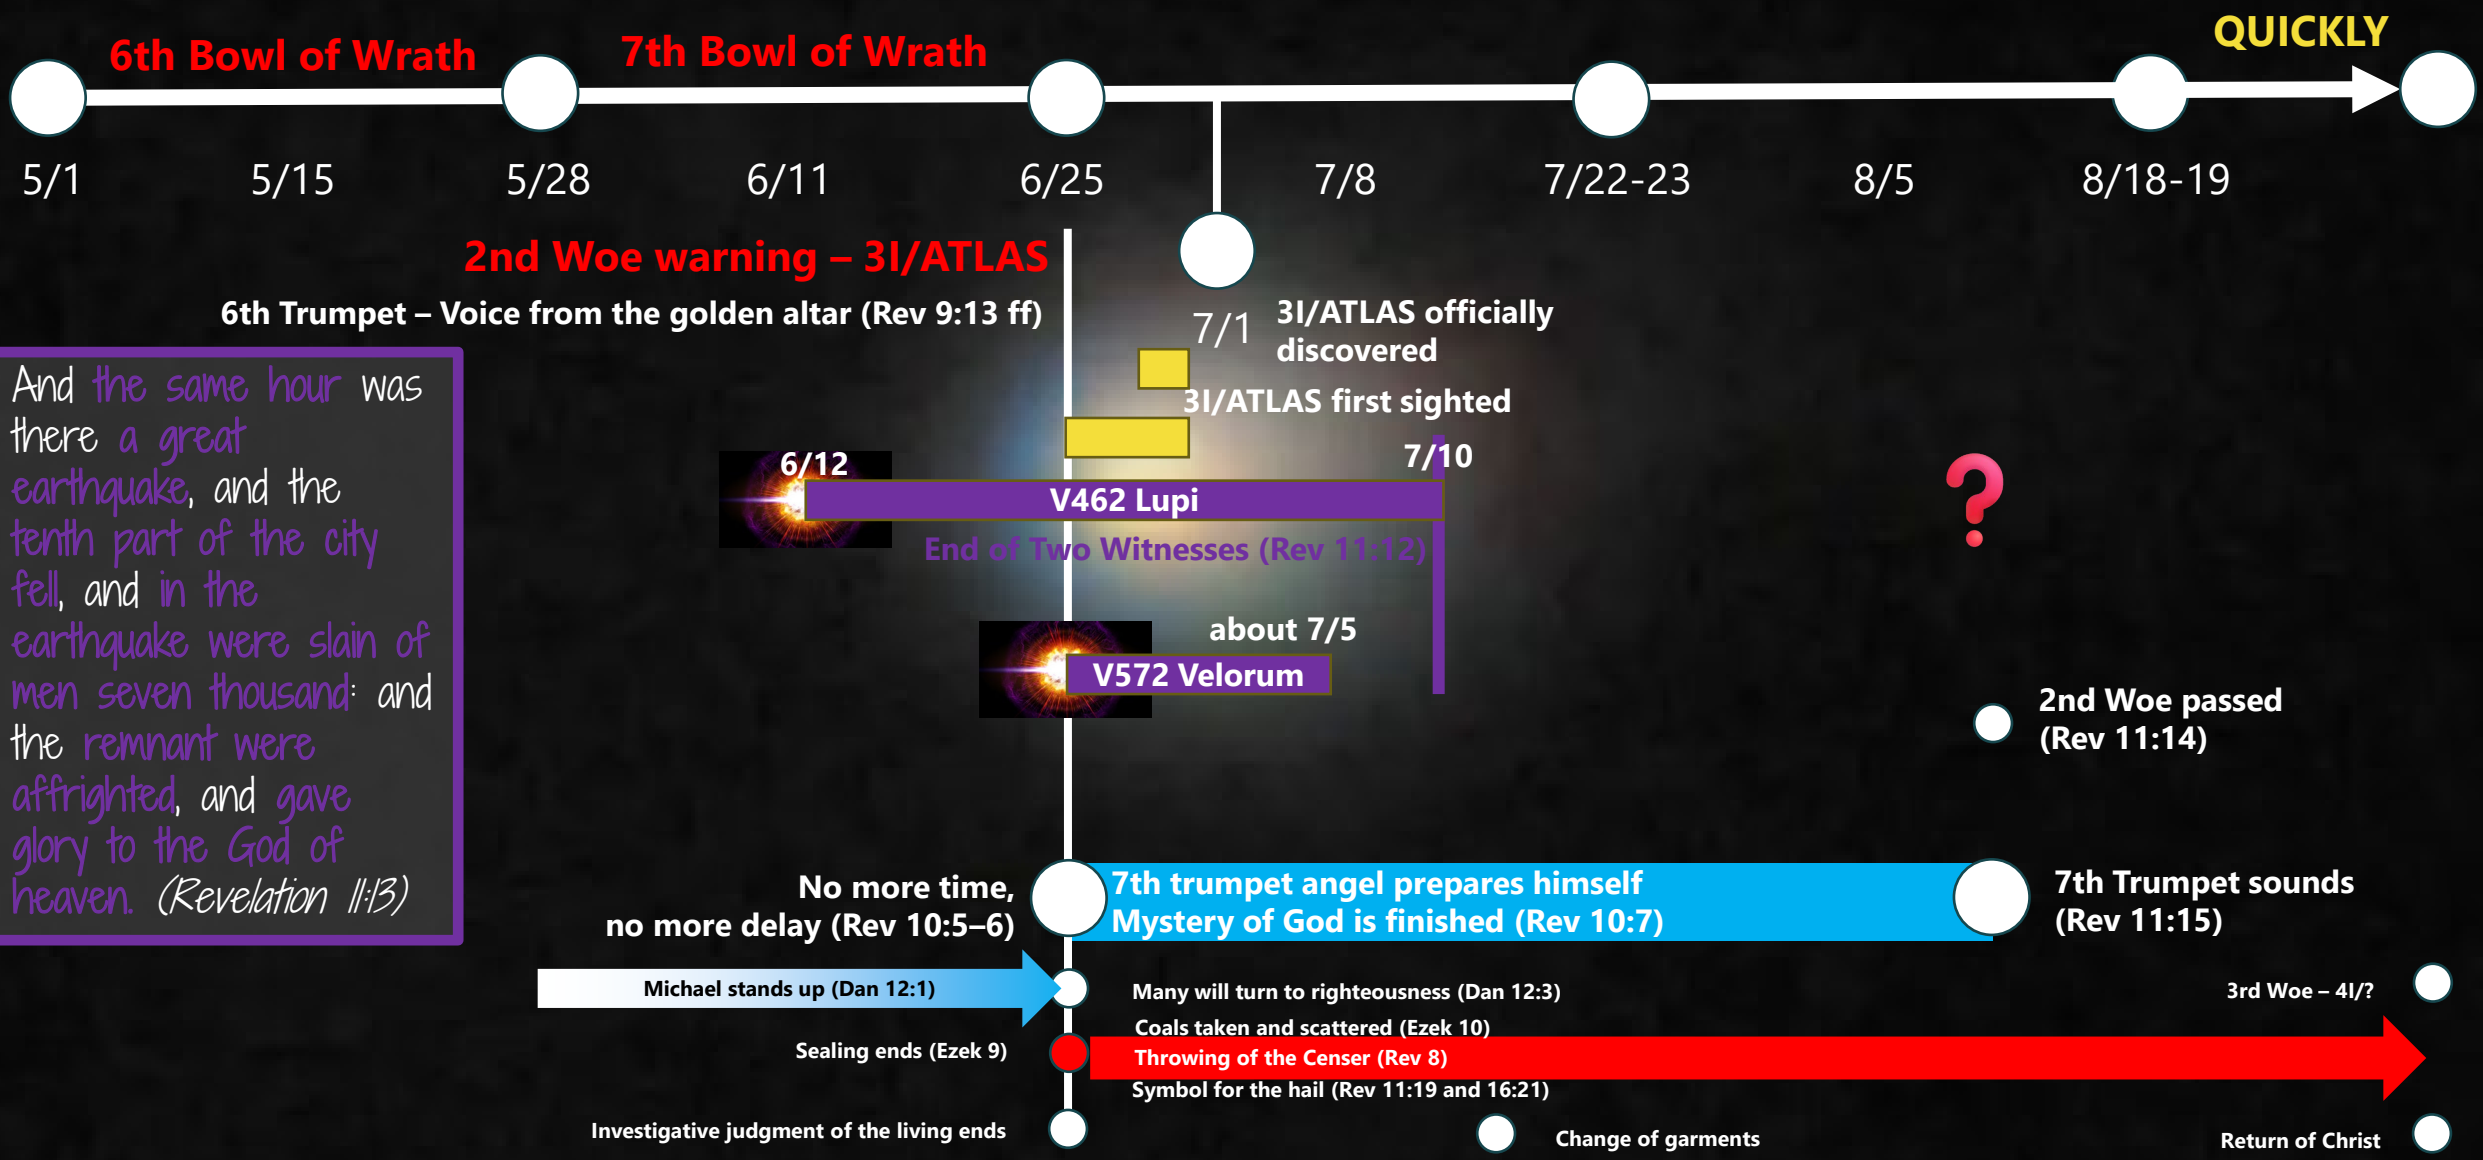 6th Bowl of Wrath
7th Bowl of Wrath
QUICKLY
5/1
5/15
5/28
6/11
6/25
7/8
7/22-23
8/5
8/18-19
2nd Woe warning – 3I/ATLAS
6th Trumpet – Voice from the golden altar (Rev 9:13 ff)
7/1
3I/ATLAS officially
discovered
3I/ATLAS first sighted
And the same hour was
there a great
earthquake, and the
tenth part of the city
fell, and in the
earthquake were slain of
men seven thousand: and
the remnant were
affrighted, and gave
glory to the God of
heaven. (Revelation 11:13)
6/12
7/10
V462 Lupi
End of Two Witnesses (Rev 11:12)
about 7/5
V572 Velorum
?
2nd Woe passed
(Rev 11:14)
No more time,
no more delay (Rev 10:5–6)
7th trumpet angel prepares himself
Mystery of God is finished (Rev 10:7)
7th Trumpet sounds
(Rev 11:15)
Michael stands up (Dan 12:1)
Many will turn to righteousness (Dan 12:3)
3rd Woe – 4I/?
Coals taken and scattered (Ezek 10)
Sealing ends (Ezek 9)
Throwing of the Censer (Rev 8)
Symbol for the hail (Rev 11:19 and 16:21)
Investigative judgment of the living ends
Change of garments
Return of Christ